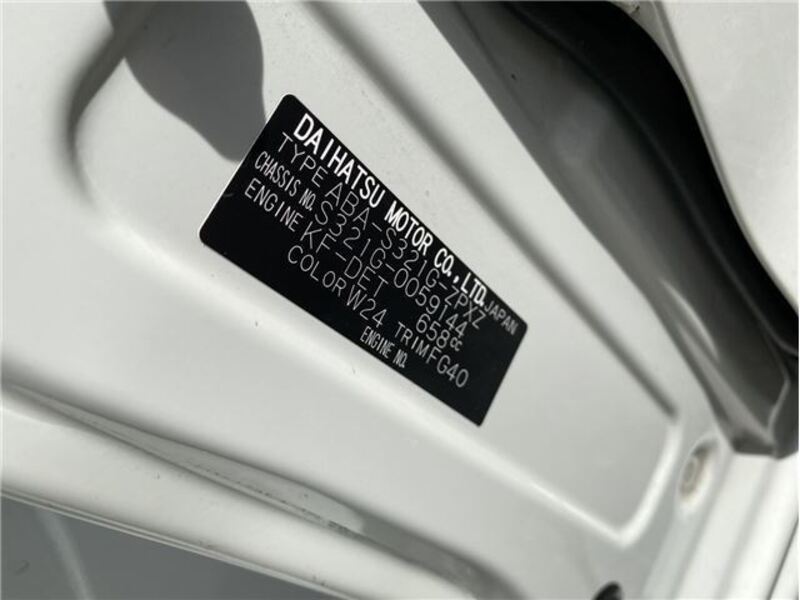 DAIHATSU MOTOR CO., LTD. JAPAN
TYPE ABA-S321G-ZPXZ
CHASSIS NO. S321G-0059144
ENGINE KF-DET 658cc
COLOR W24 TRIM FG40
ENGINE NO.